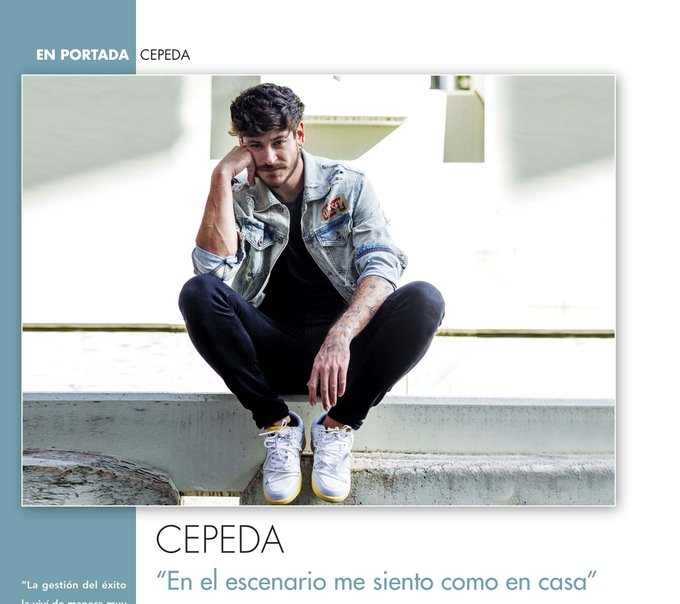 EN PORTADA CEPEDA
CEPEDA
“En el escenario me siento como en casa”
“La gestión del éxito
la viví de manera muy